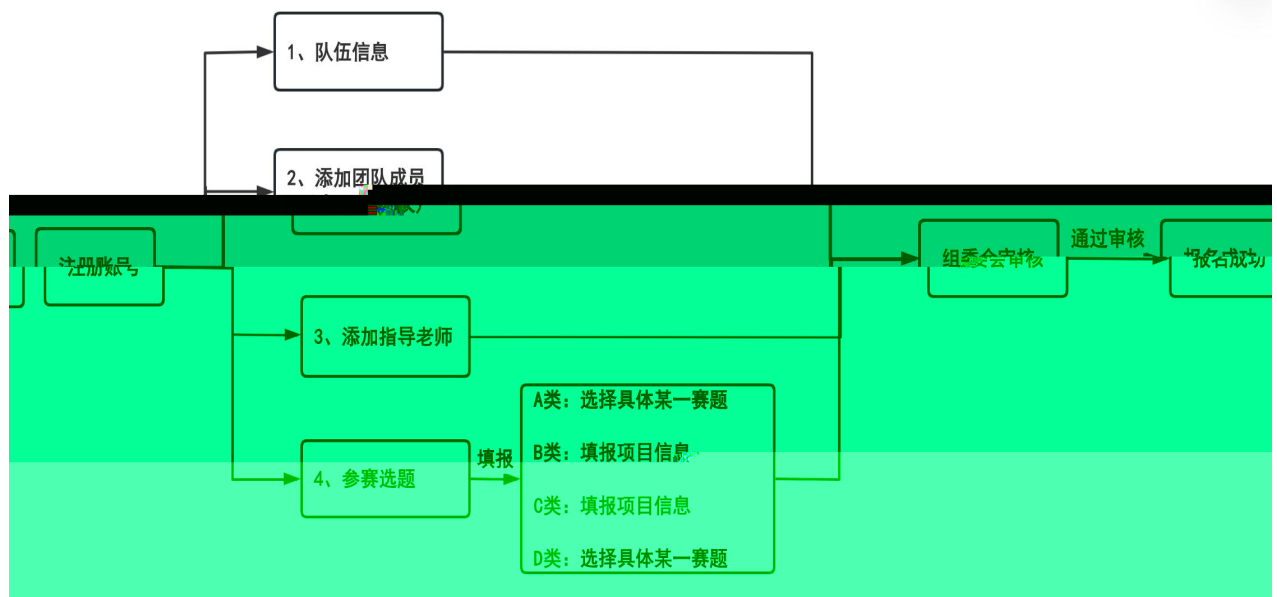 1、队伍信息
2、添加团队成员
注册账号
组委会审核
通过审核
报名成功
3、添加指导老师
4、参赛选题
填报
A类：选择具体某一赛题
B类：填报项目信息
C类：填报项目信息
D类：选择具体某一赛题